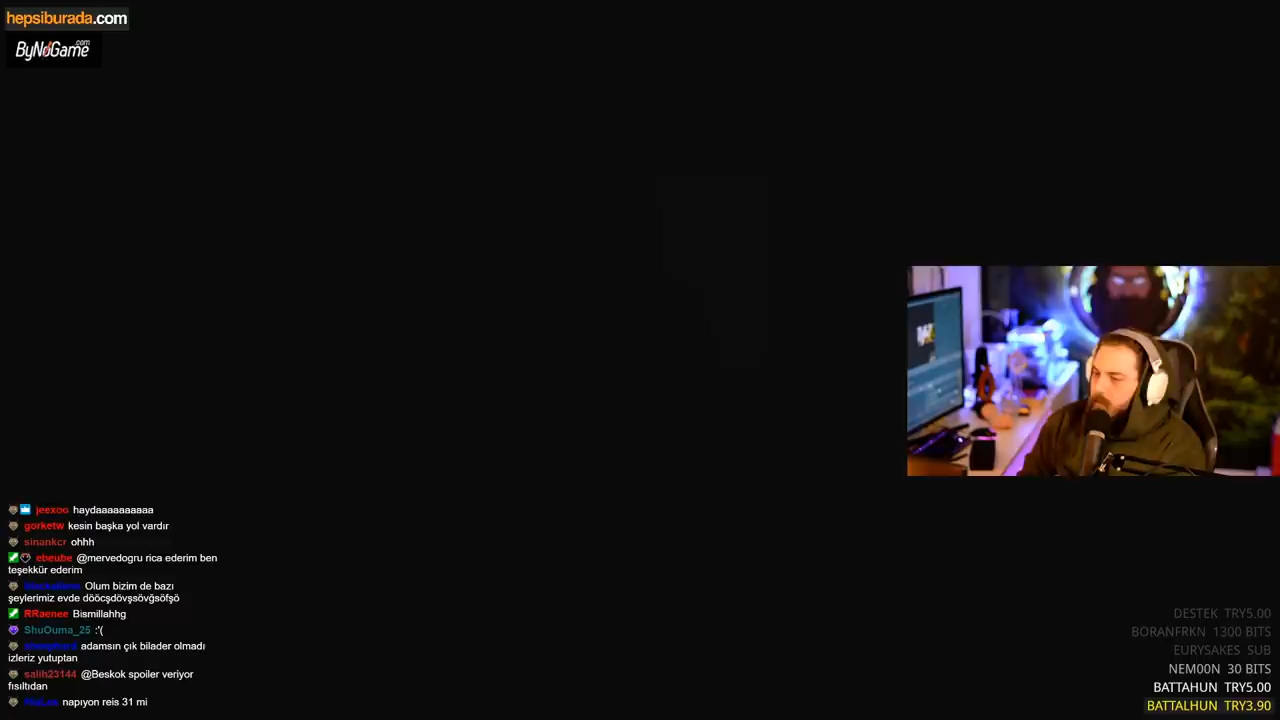 hepsiburada.com
ByNoGame.com
jeexoo haydaaaaaaaaaa
gorketw kesin başka yol vardır
sinankcr ohhh
ebeube @mervedogru rica ederim ben
teşekkür ederim
Olum bizim de bazı
şeylerimiz evde dööcşdövşsövğsöfşö
RRaenee Bismillahhg
ShuOuma_25 :'(
adamsın çık bilader olmadı
izleriz yutuptan
salih23144 @Beskok spoiler veriyor
fısıltıdan
napıyon reis 31 mi
DESTEK TRY5.00
BORANFRKN 1300 BITS
EURYSAKES SUB
NEM00N 30 BITS
BATTAHUN TRY5.00
BATTALHUN TRY3.90